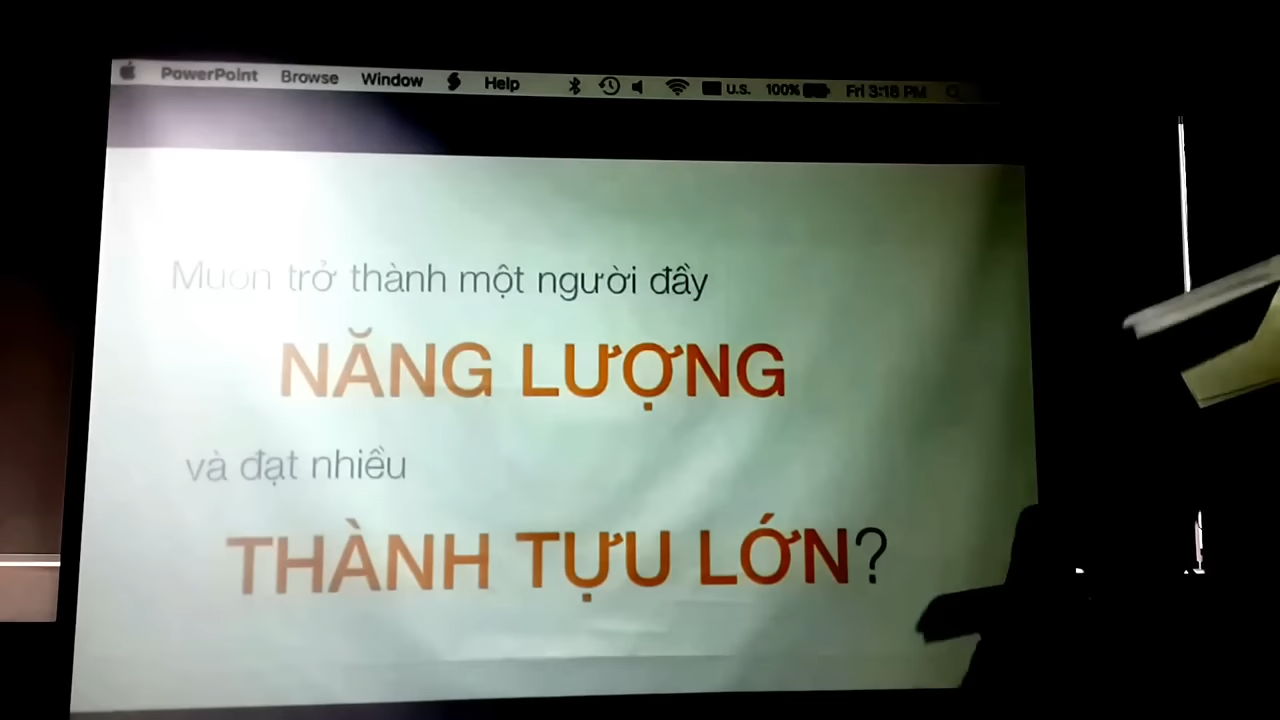 PowerPoint Browse Window Help U.S. 100% Fri 3:18 PM
Muốn trở thành một người đầy
NĂNG LƯỢNG
và đạt nhiều
THÀNH TỰU LỚN?